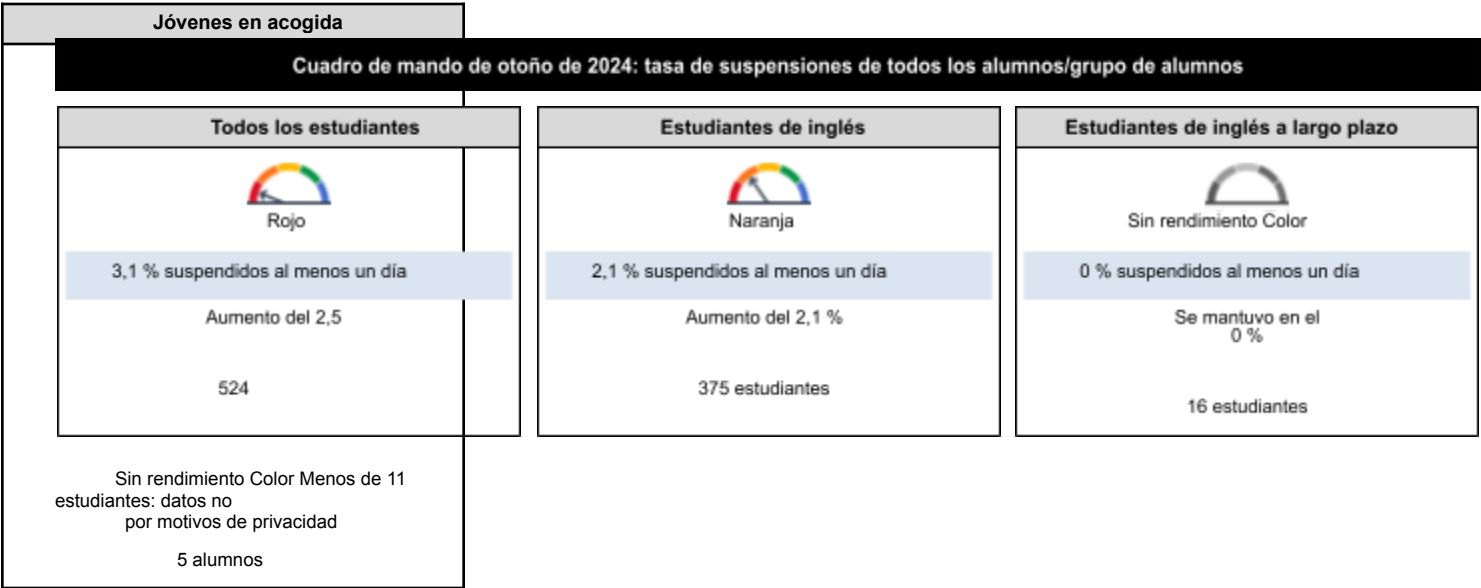 Jóvenes en acogida
Cuadro de mando de otoño de 2024: tasa de suspensiones de todos los alumnos/grupo de alumnos
Todos los estudiantes
Rojo
3,1 % suspendidos al menos un día
Aumento del 2,5
524
Estudiantes de inglés
Naranja
2,1 % suspendidos al menos un día
Aumento del 2,1 %
375 estudiantes
Estudiantes de inglés a largo plazo
Sin rendimiento Color
0 % suspendidos al menos un día
Se mantuvo en el
0 %
16 estudiantes
Sin rendimiento Color Menos de 11
estudiantes: datos no
por motivos de privacidad
5 alumnos